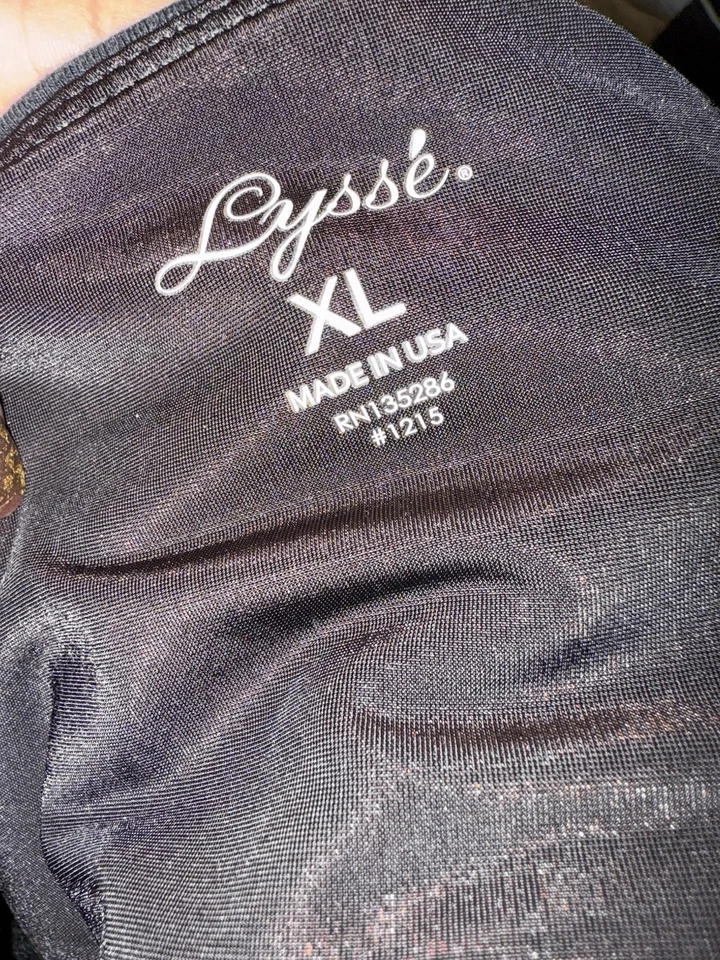 Lyssé®
XL
MADE IN USA
RN135286
#1215